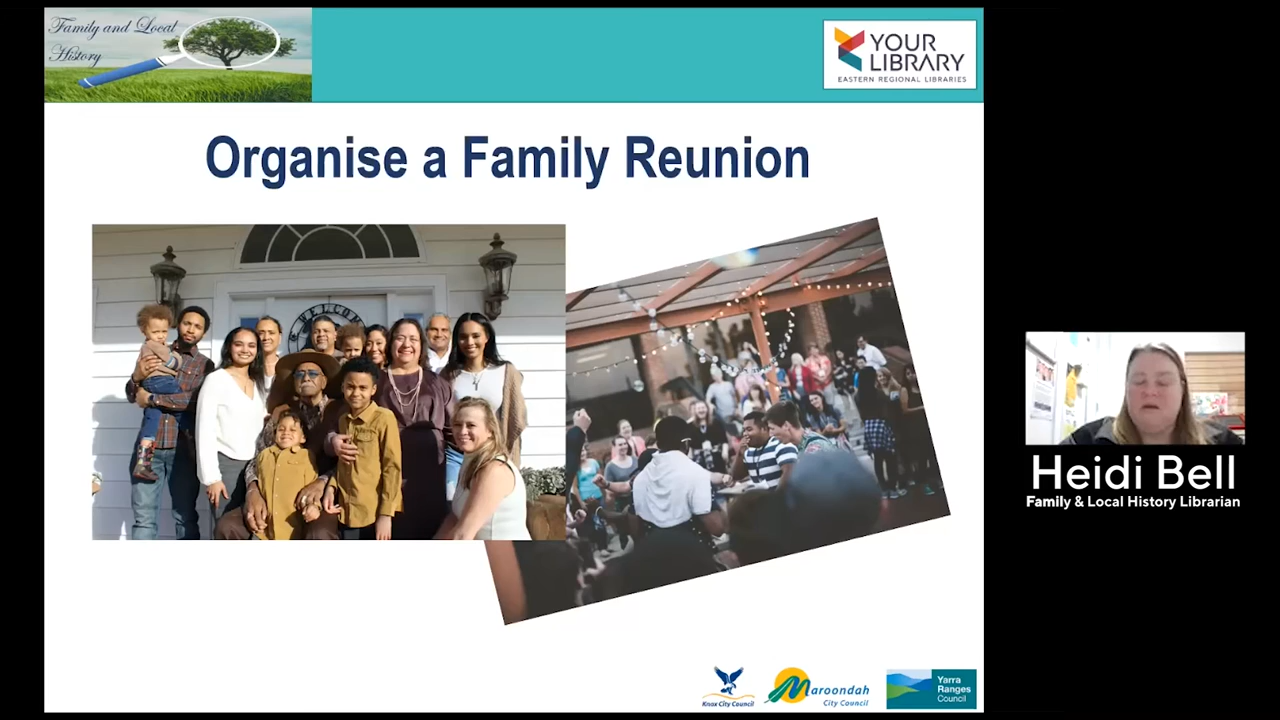 Family and Local
History
YOUR
LIBRARY
EASTERN REGIONAL LIBRARIES
Organise a Family Reunion
WELCOME
Heidi Bell
Family & Local History Librarian
Knox City Council
Maroondah
City Council
Yarra
Ranges
Council